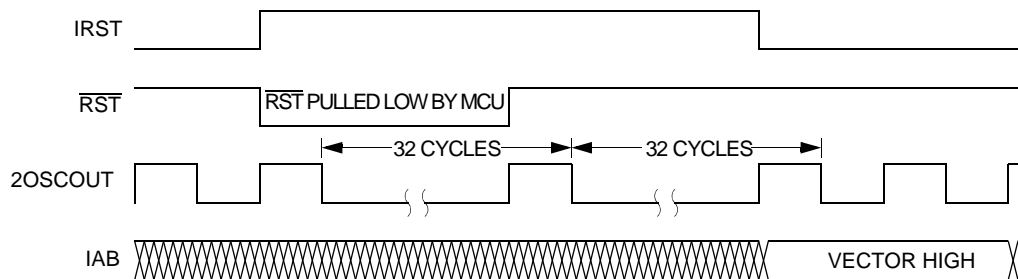 IRST
RST
RST PULLED LOW BY MCU
32 CYCLES
32 CYCLES
2OSCOUT
IAB
VECTOR HIGH